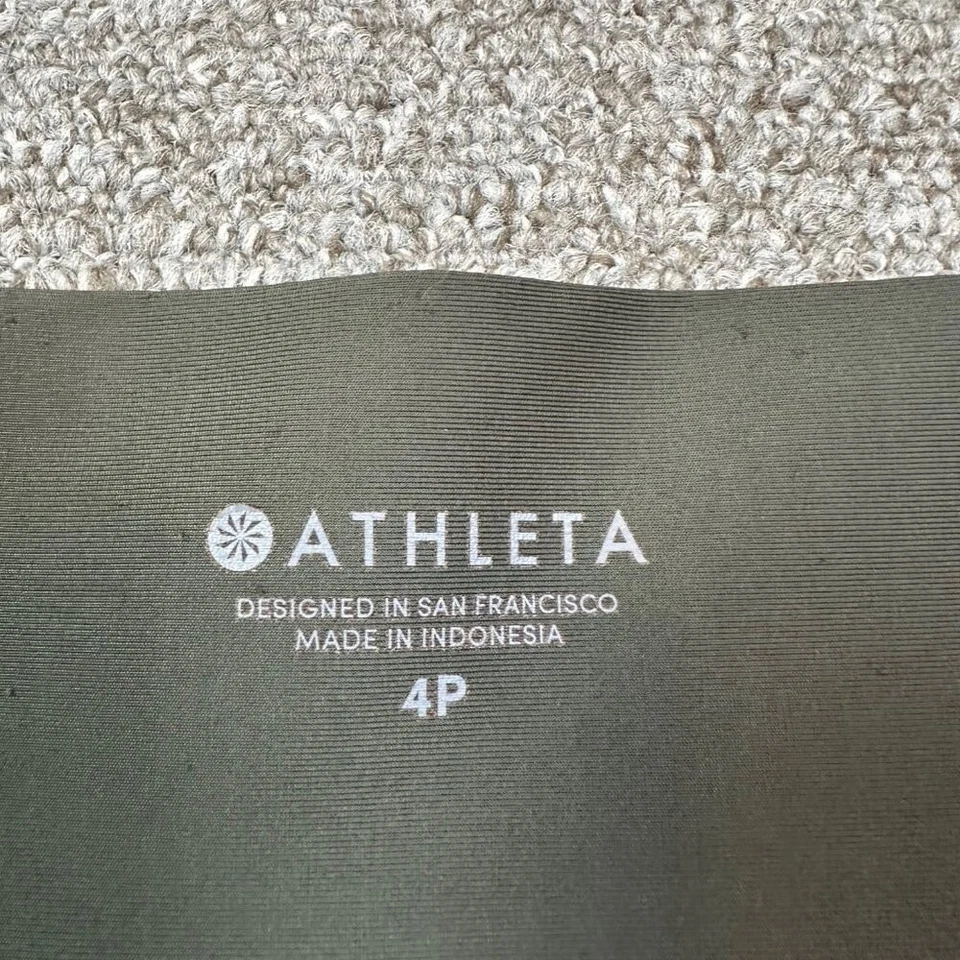 ATHLETA
DESIGNED IN SAN FRANCISCO
MADE IN INDONESIA
4P